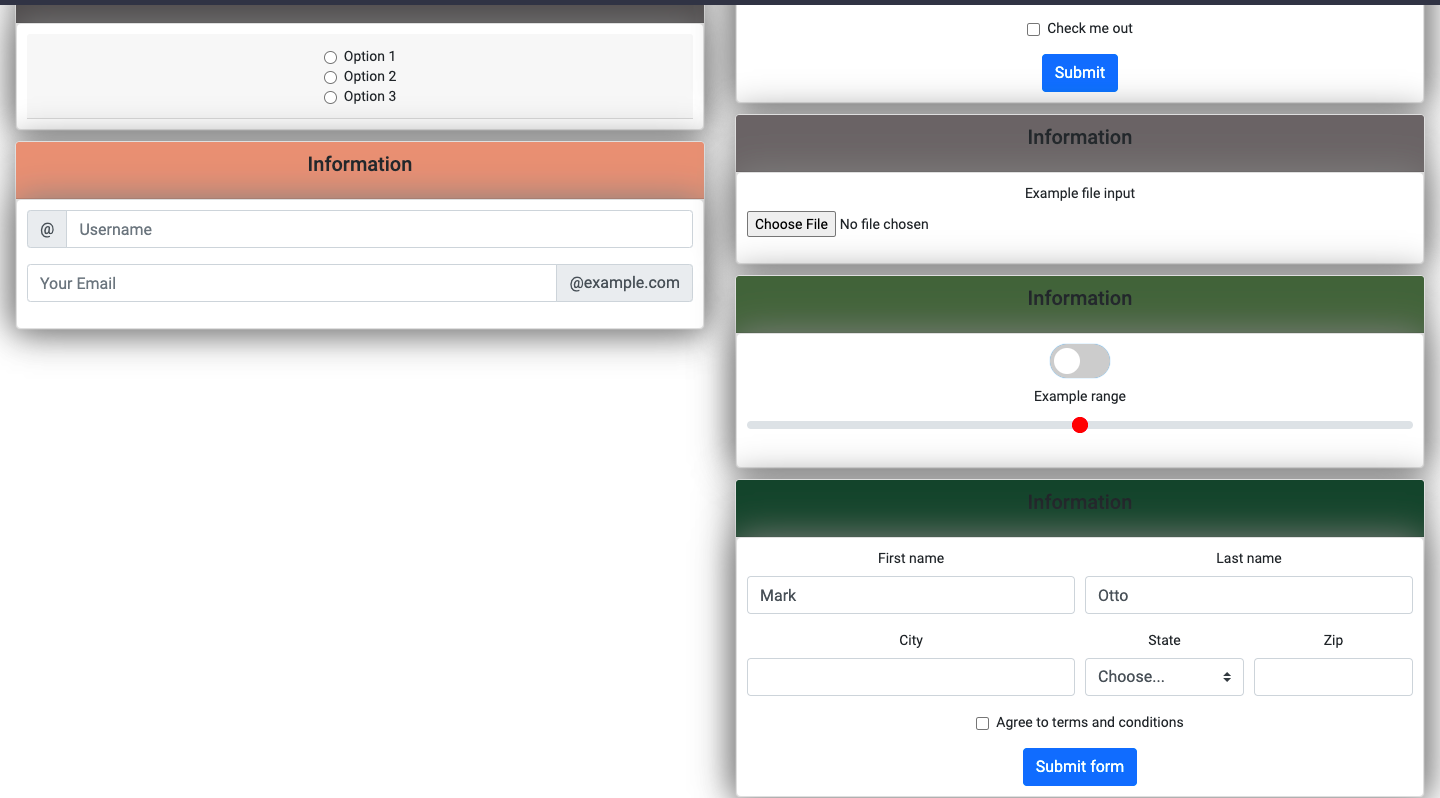 Option 1
Option 2
Option 3
Information
@ Username
Your Email @example.com
Check me out
Submit
Information
Example file input
Choose File No file chosen
Information
Example range
Information
First name Last name
Mark Otto
City State Zip
Choose...
Agree to terms and conditions
Submit form